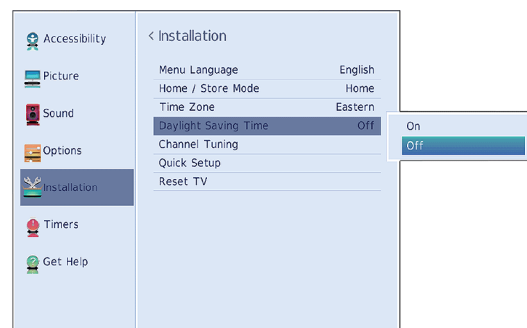 Accessibility
Picture
Sound
Options
Installation
Timers
Get Help
< Installation
Menu Language English
Home / Store Mode Home
Time Zone Eastern
Daylight Saving Time Off
Channel Tuning
Quick Setup
Reset TV
On
Off